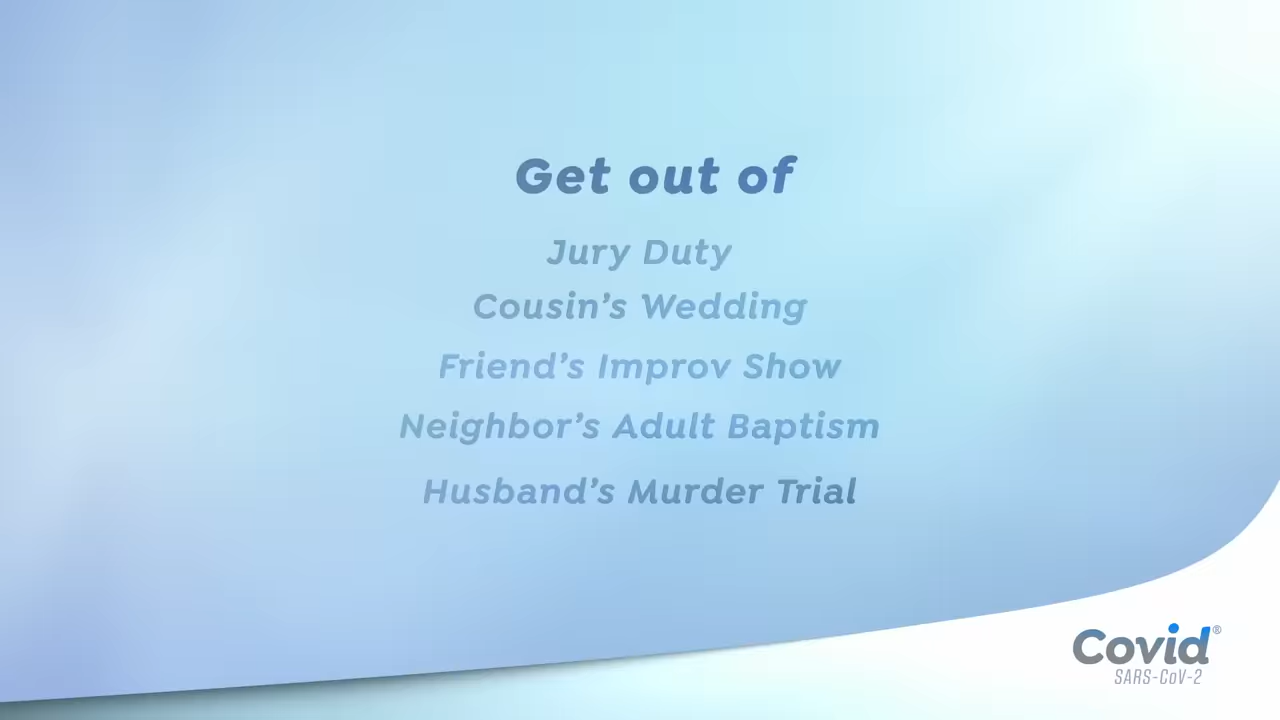 Get out of
Jury Duty
Cousin's Wedding
Friend's Improv Show
Neighbor's Adult Baptism
Husband's Murder Trial
Covid®
SARS-CoV-2